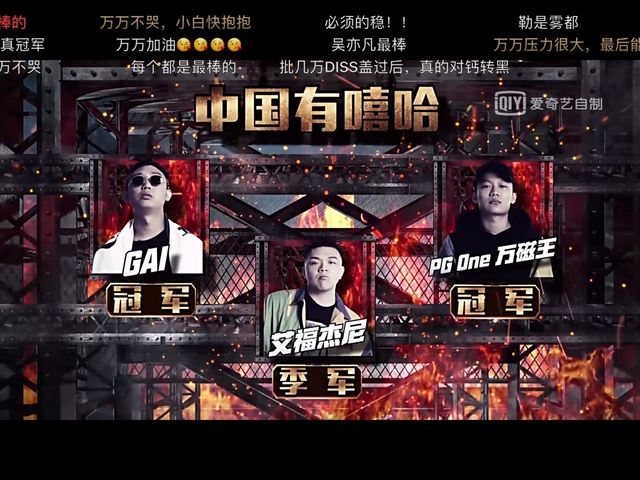 棒的 万万不哭，小白快抱抱 必须的稳！！ 勒是雾都
真冠军 万万加油😘😘😘😘 吴亦凡最棒 万万压力很大，最后能
万不哭 每个都是最棒的 批几万DISS盖过后，真的对钙转黑
中国有嘻哈
QIY 爱奇艺自制
GAI
冠军
PG One 万磁王
冠军
艾福杰尼
季军